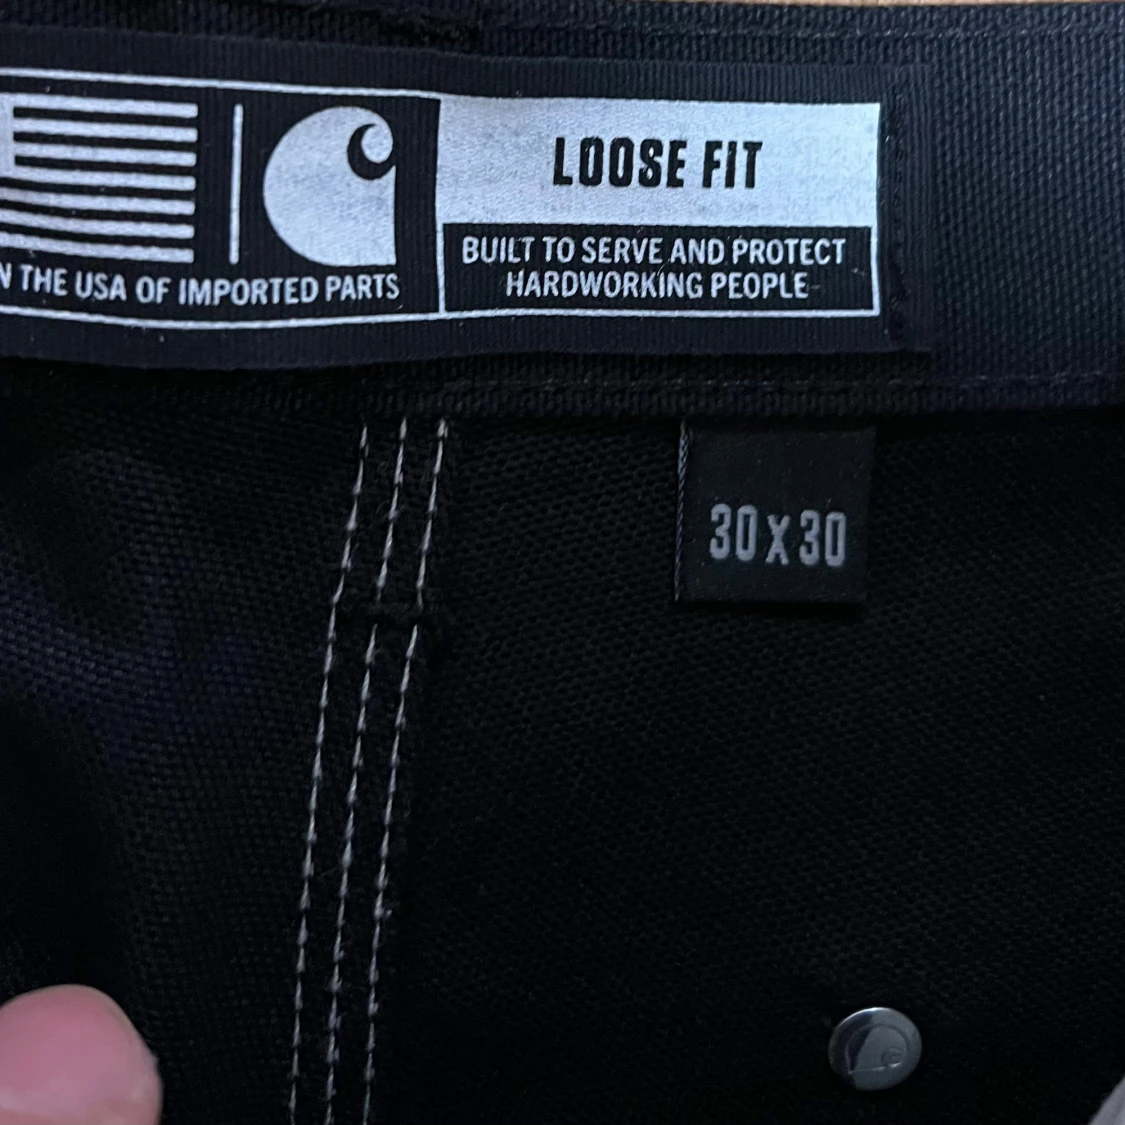 LOOSE FIT
BUILT TO SERVE AND PROTECT
HARDWORKING PEOPLE
THE USA OF IMPORTED PARTS
30 x 30